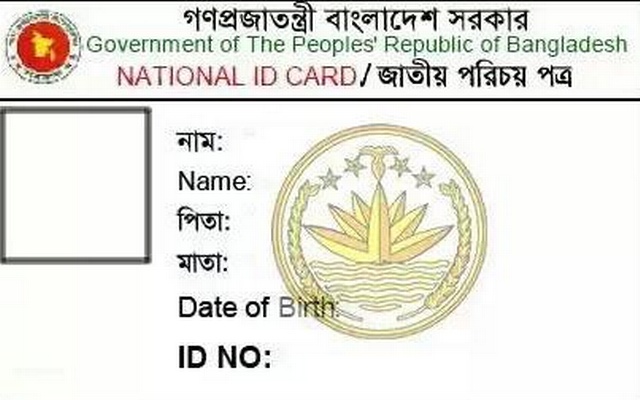 গণপ্রজাতন্ত্রী বাংলাদেশ সরকার
Government of The Peoples' Republic of Bangladesh
NATIONAL ID CARD / জাতীয় পরিচয় পত্র
নাম:
Name:
পিতা:
মাতা:
Date of Birth:
ID NO: